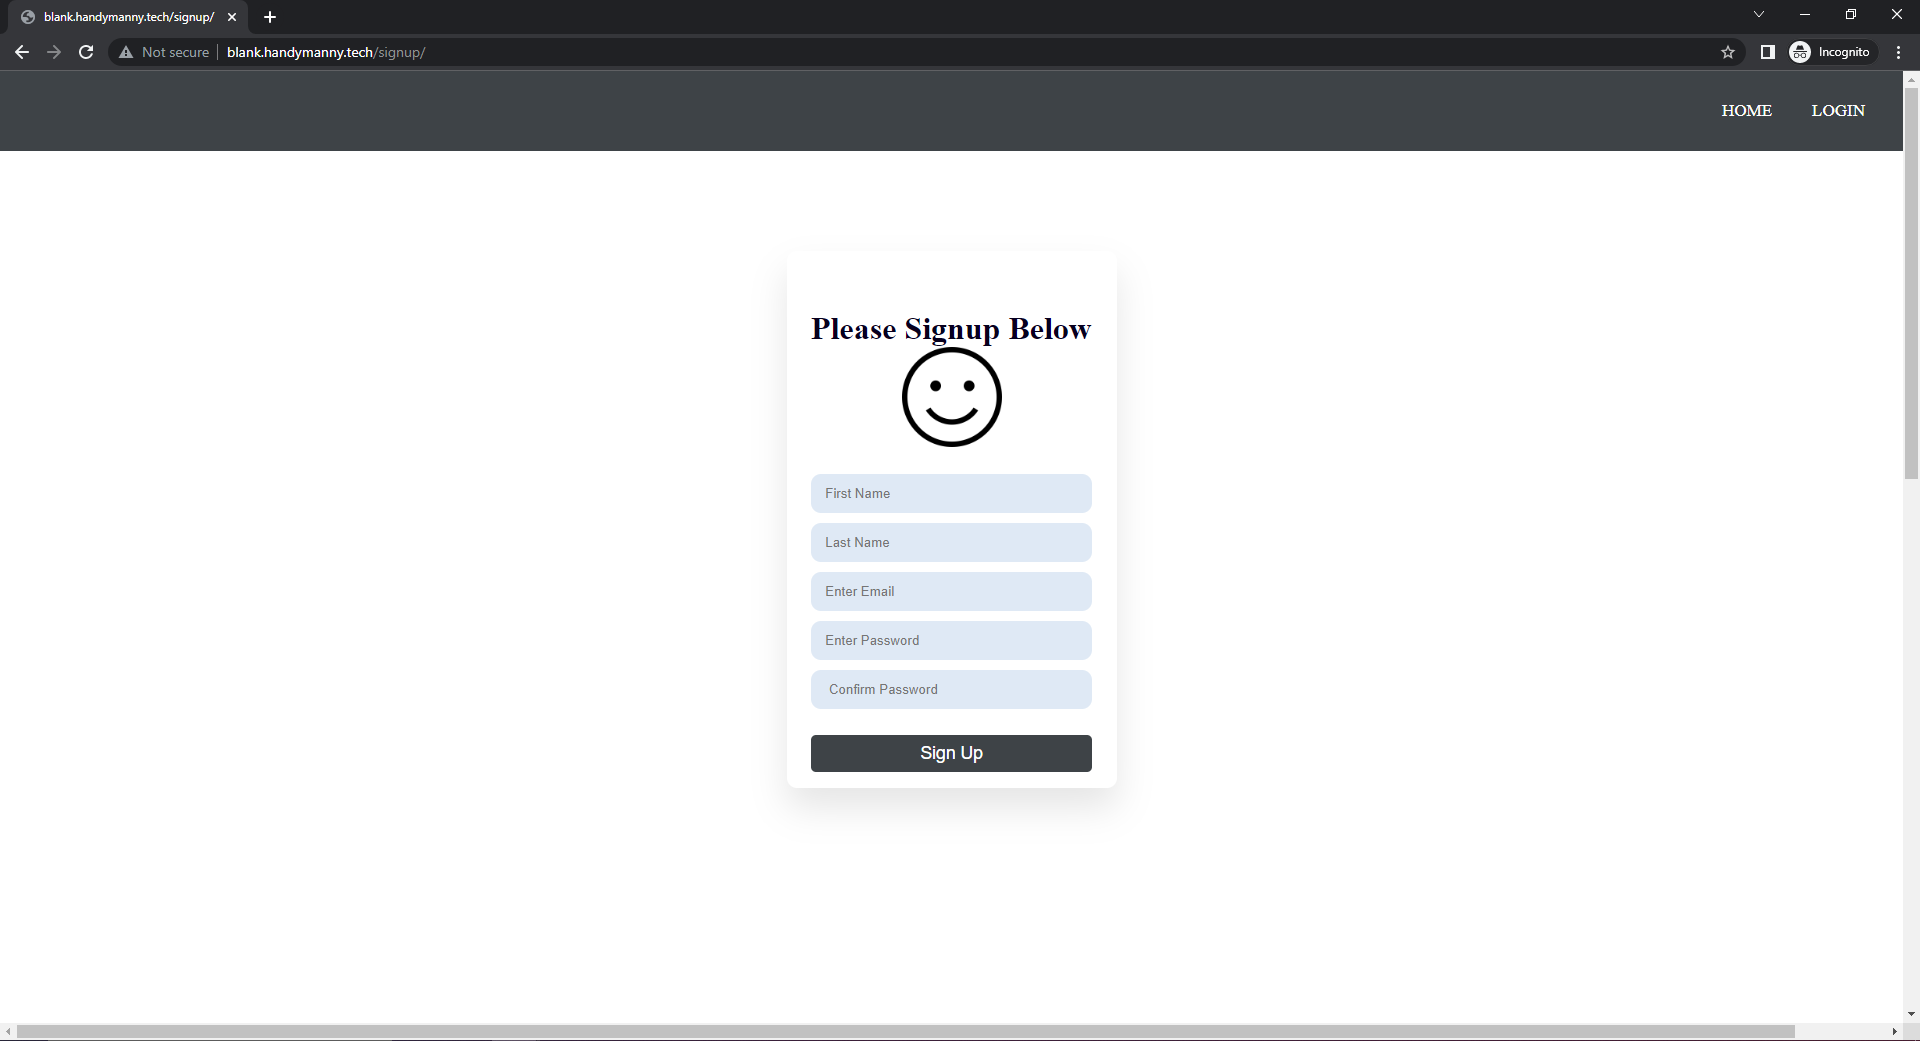 blank.handymanny.tech/signup/
Not secure blank.handymanny.tech/signup/ Incognito
HOME LOGIN
Please Signup Below
First Name
Last Name
Enter Email
Enter Password
Confirm Password
Sign Up